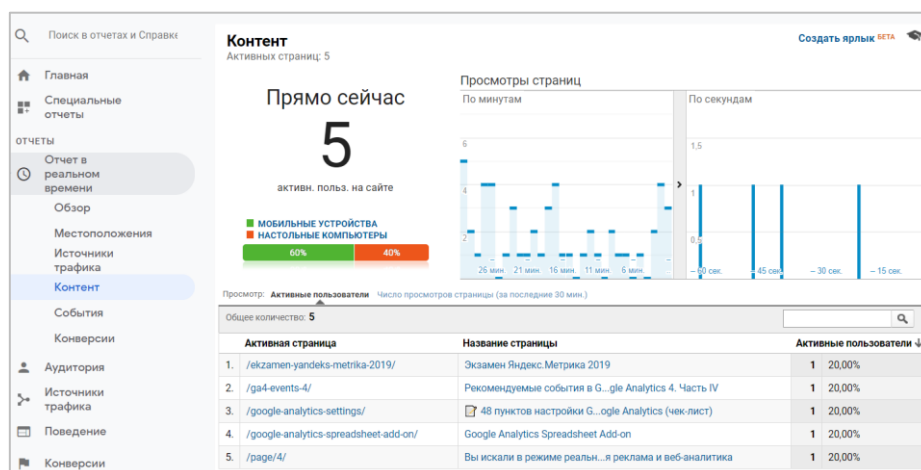 Поиск в отчетах и Справке
Главная
Специальные
отчеты
ОТЧЕТЫ
Отчет в
реальном
времени
Обзор
Местоположения
Источники
трафика
Контент
События
Конверсии
Аудитория
Источники
трафика
Поведение
Конверсии
Контент
Активных страниц: 5
Создать ярлык БЕТА
Прямо сейчас
5
активн. польз. на сайте
МОБИЛЬНЫЕ УСТРОЙСТВА
НАСТОЛЬНЫЕ КОМПЬЮТЕРЫ
60% 40%
Просмотры страниц
По минутам
6
4
2
26 мин. 21 мин. 16 мин. 11 мин. 6 мин.
По секундам
1,5
1
0,5
– 60 сек. – 45 сек. – 30 сек. – 15 сек.
Просмотр: Активные пользователи Число просмотров страницы (за последние 30 мин.)
Общее количество: 5
Активная страница Название страницы Активные пользователи
1. /ekzamen-yandeks-metrika-2019/ Экзамен Яндекс.Метрика 2019 1 20,00%
2. /ga4-events-4/ Рекомендуемые события в G...gle Analytics 4. Часть IV 1 20,00%
3. /google-analytics-settings/ 48 пунктов настройки G...ogle Analytics (чек-лист) 1 20,00%
4. /google-analytics-spreadsheet-add-on/ Google Analytics Spreadsheet Add-on 1 20,00%
5. /page/4/ Вы искали в режиме реальн...я реклама и веб-аналитика 1 20,00%